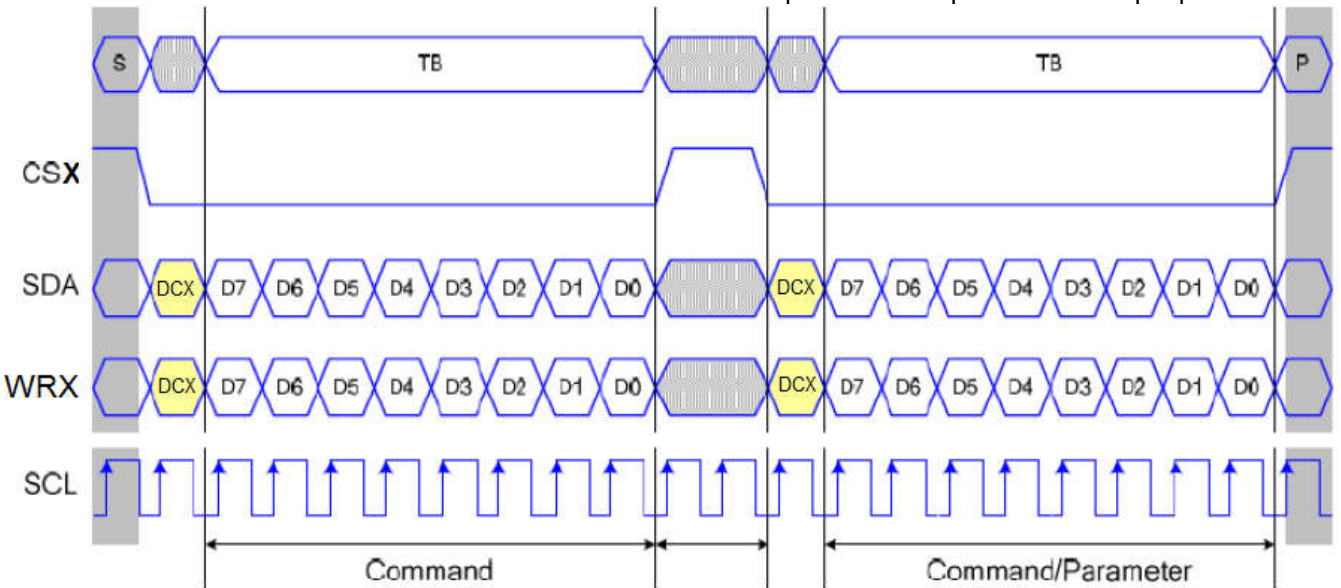 S TB TB P
CSX
SDA DCX D7 D6 D5 D4 D3 D2 D1 D0 DCX D7 D6 D5 D4 D3 D2 D1 D0
WRX DCX D7 D6 D5 D4 D3 D2 D1 D0 DCX D7 D6 D5 D4 D3 D2 D1 D0
SCL
Command Command/Parameter